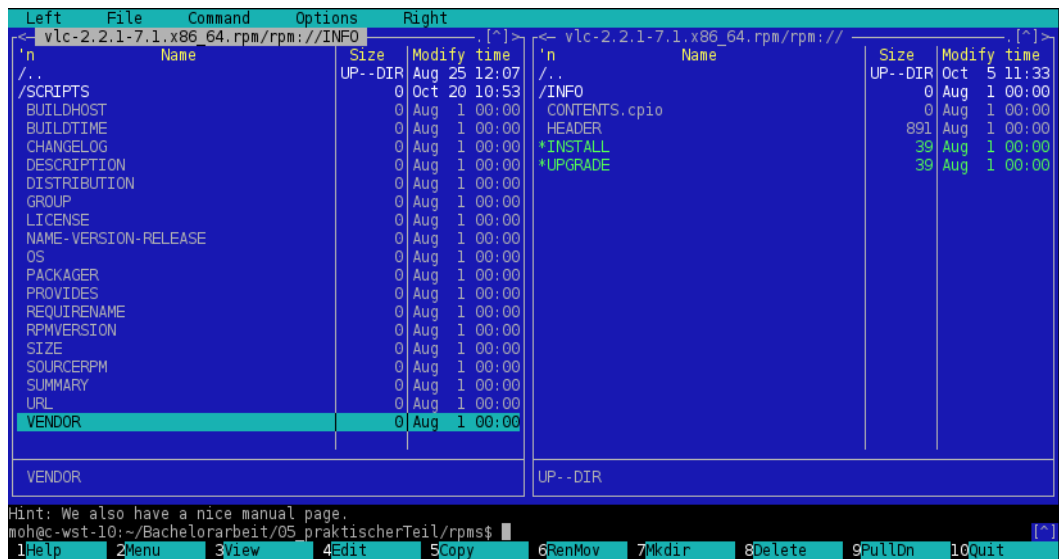 Left File Command Options Right
<─ vlc-2.2.1-7.1.x86_64.rpm/rpm://INFO ─.[^]> <─ vlc-2.2.1-7.1.x86_64.rpm/rpm:// ─.[^]>
'n Name Size Modify time 'n Name Size Modify time
/.. UP--DIR Aug 25 12:07 /.. UP--DIR Oct 5 11:33
/SCRIPTS 0 Oct 20 10:53 /INFO 0 Aug 1 00:00
BUILDHOST 0 Aug 1 00:00 CONTENTS.cpio 0 Aug 1 00:00
BUILDTIME 0 Aug 1 00:00 HEADER 891 Aug 1 00:00
CHANGELOG 0 Aug 1 00:00 *INSTALL 39 Aug 1 00:00
DESCRIPTION 0 Aug 1 00:00 *UPGRADE 39 Aug 1 00:00
DISTRIBUTION 0 Aug 1 00:00
GROUP 0 Aug 1 00:00
LICENSE 0 Aug 1 00:00
NAME-VERSION-RELEASE 0 Aug 1 00:00
OS 0 Aug 1 00:00
PACKAGER 0 Aug 1 00:00
PROVIDES 0 Aug 1 00:00
REQUIRENAME 0 Aug 1 00:00
RPMVERSION 0 Aug 1 00:00
SIZE 0 Aug 1 00:00
SOURCERPM 0 Aug 1 00:00
SUMMARY 0 Aug 1 00:00
URL 0 Aug 1 00:00
VENDOR 0 Aug 1 00:00
VENDOR UP--DIR
Hint: We also have a nice manual page.
moh@c-wst-10:~/Bachelorarbeit/05_praktischerTeil/rpms$ [^]
1Help 2Menu 3View 4Edit 5Copy 6RenMov 7Mkdir 8Delete 9PullDn 10Quit